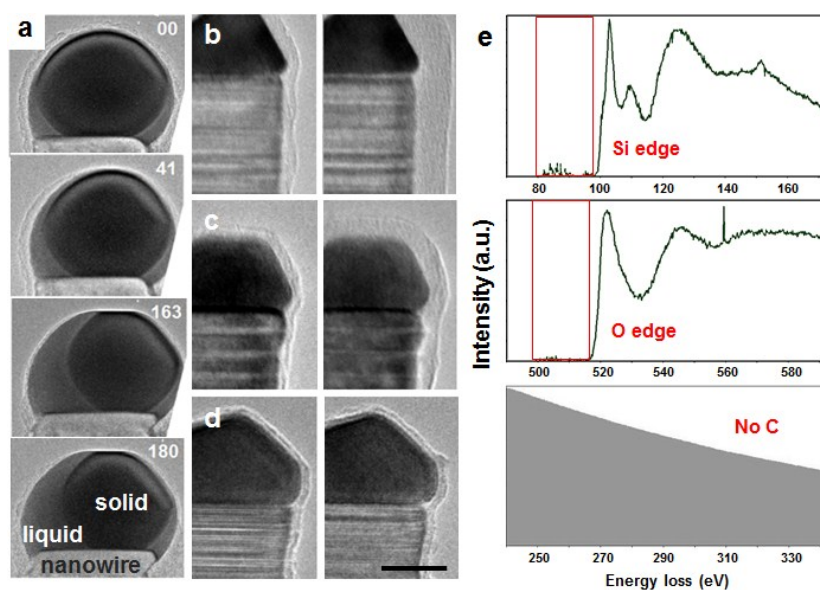 a
00
41
163
180
solid
liquid
nanowire
b
c
d
e
Si edge
80 100 120 140 160
O edge
500 520 540 560 580
No C
250 270 290 310 330
Intensity (a.u.)
Energy loss (eV)